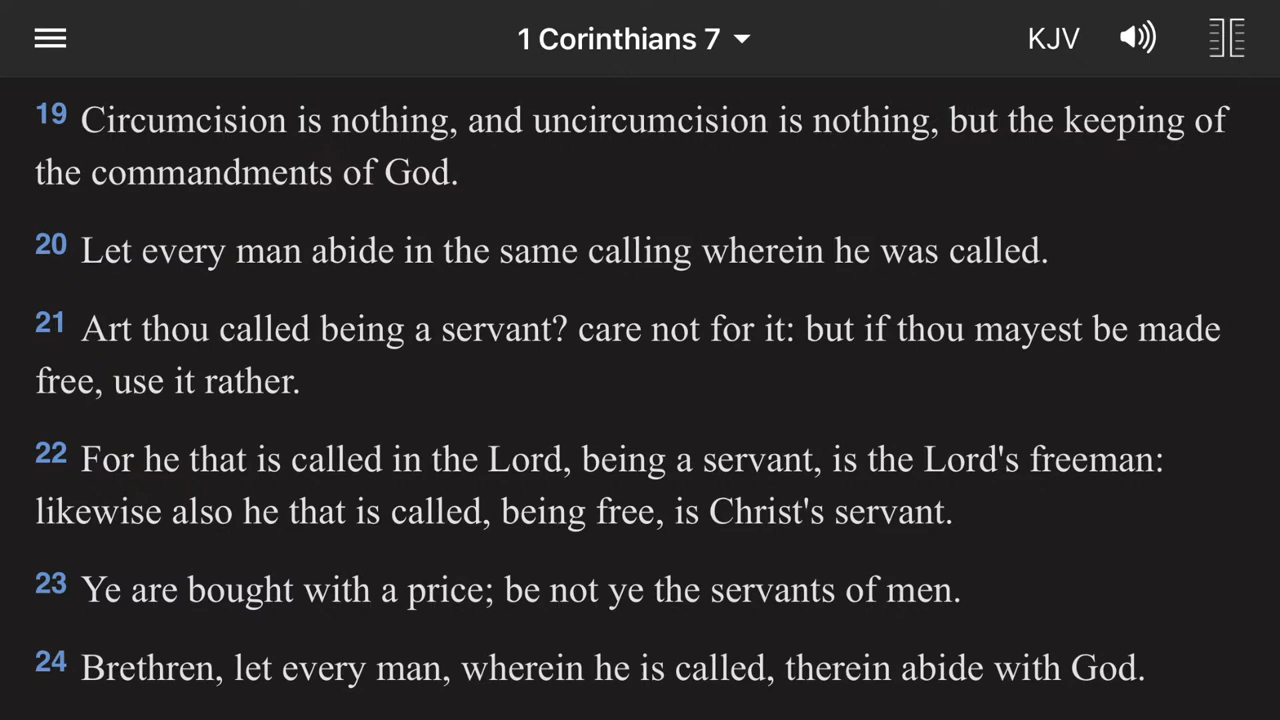 1 Corinthians 7
KJV
19 Circumcision is nothing, and uncircumcision is nothing, but the keeping of
the commandments of God.
20 Let every man abide in the same calling wherein he was called.
21 Art thou called being a servant? care not for it: but if thou mayest be made
free, use it rather.
22 For he that is called in the Lord, being a servant, is the Lord's freeman:
likewise also he that is called, being free, is Christ's servant.
23 Ye are bought with a price; be not ye the servants of men.
24 Brethren, let every man, wherein he is called, therein abide with God.